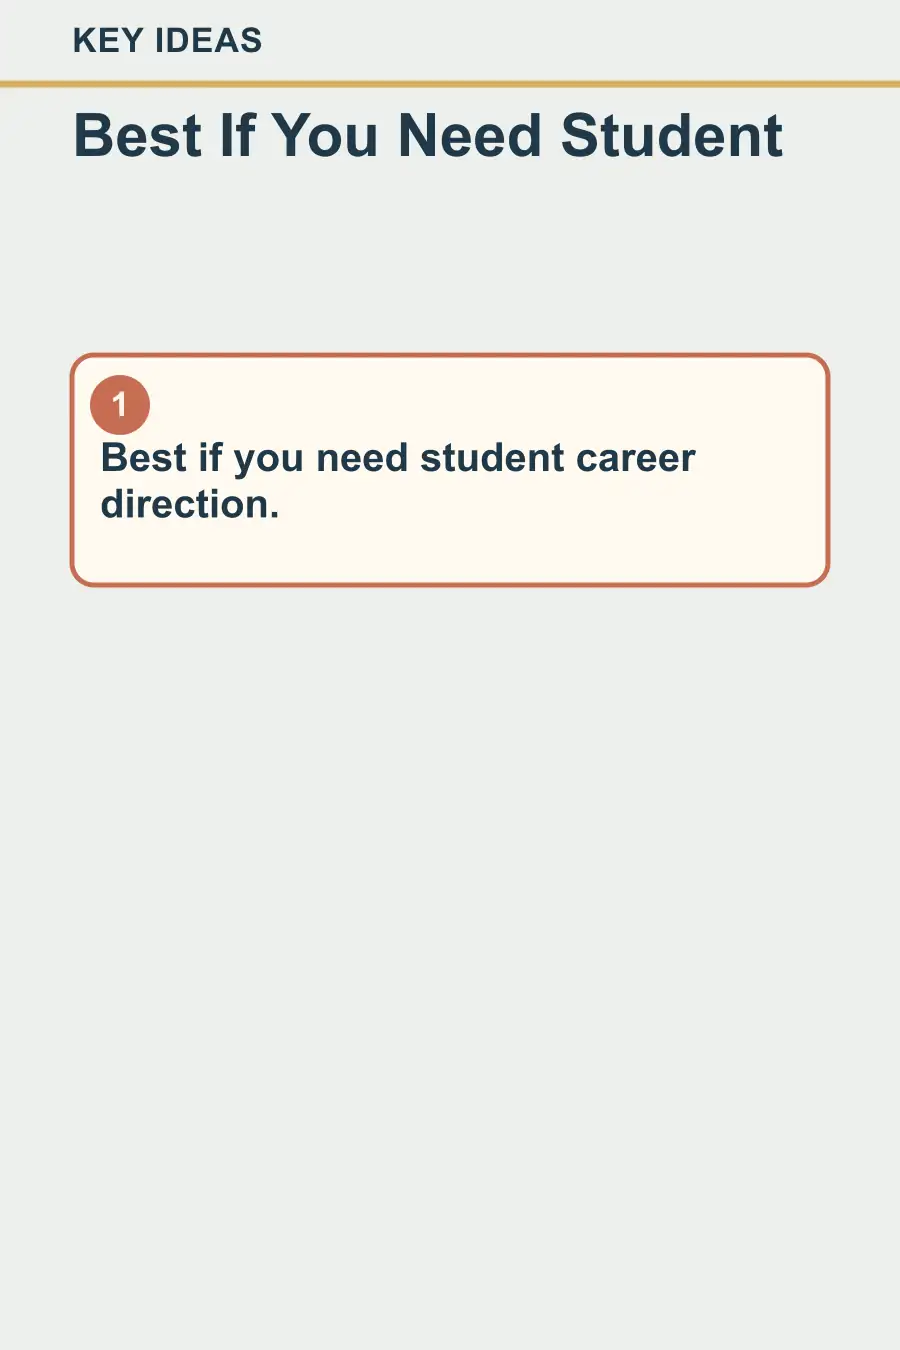 KEY IDEAS
Best If You Need Student
1
Best if you need student career
direction.